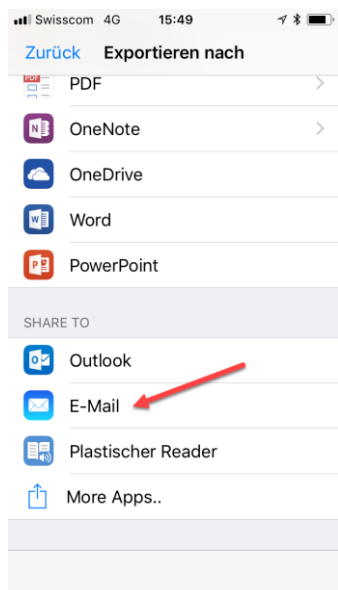 Swisscom 4G 15:49
Zurück Exportieren nach
PDF PDF
N OneNote
OneDrive
W Word
P PowerPoint
SHARE TO
o Outlook
E-Mail
Plastischer Reader
More Apps..